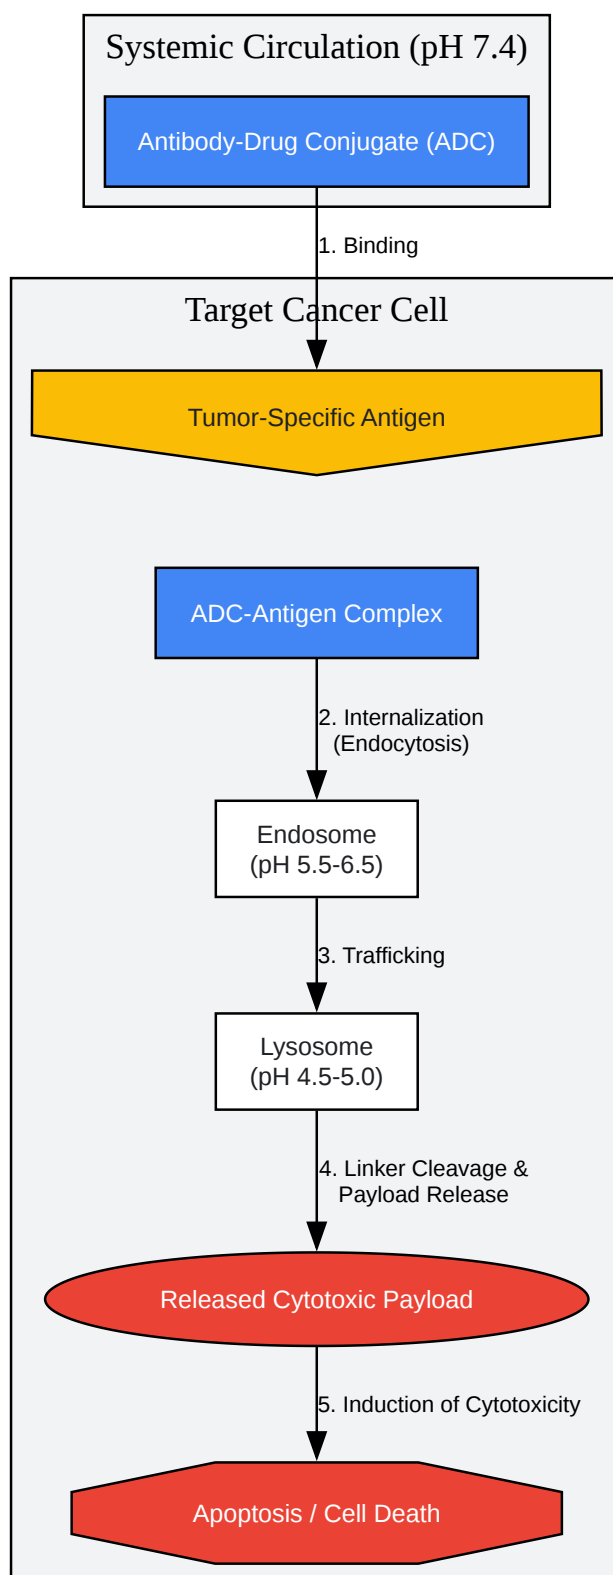 Systemic Circulation (pH 7.4)
Antibody-Drug Conjugate (ADC)
1. Binding
Target Cancer Cell
Tumor-Specific Antigen
ADC-Antigen Complex
2. Internalization
(Endocytosis)
Endosome
(pH 5.5-6.5)
3. Trafficking
Lysosome
(pH 4.5-5.0)
4. Linker Cleavage &
Payload Release
Released Cytotoxic Payload
5. Induction of Cytotoxicity
Apoptosis / Cell Death